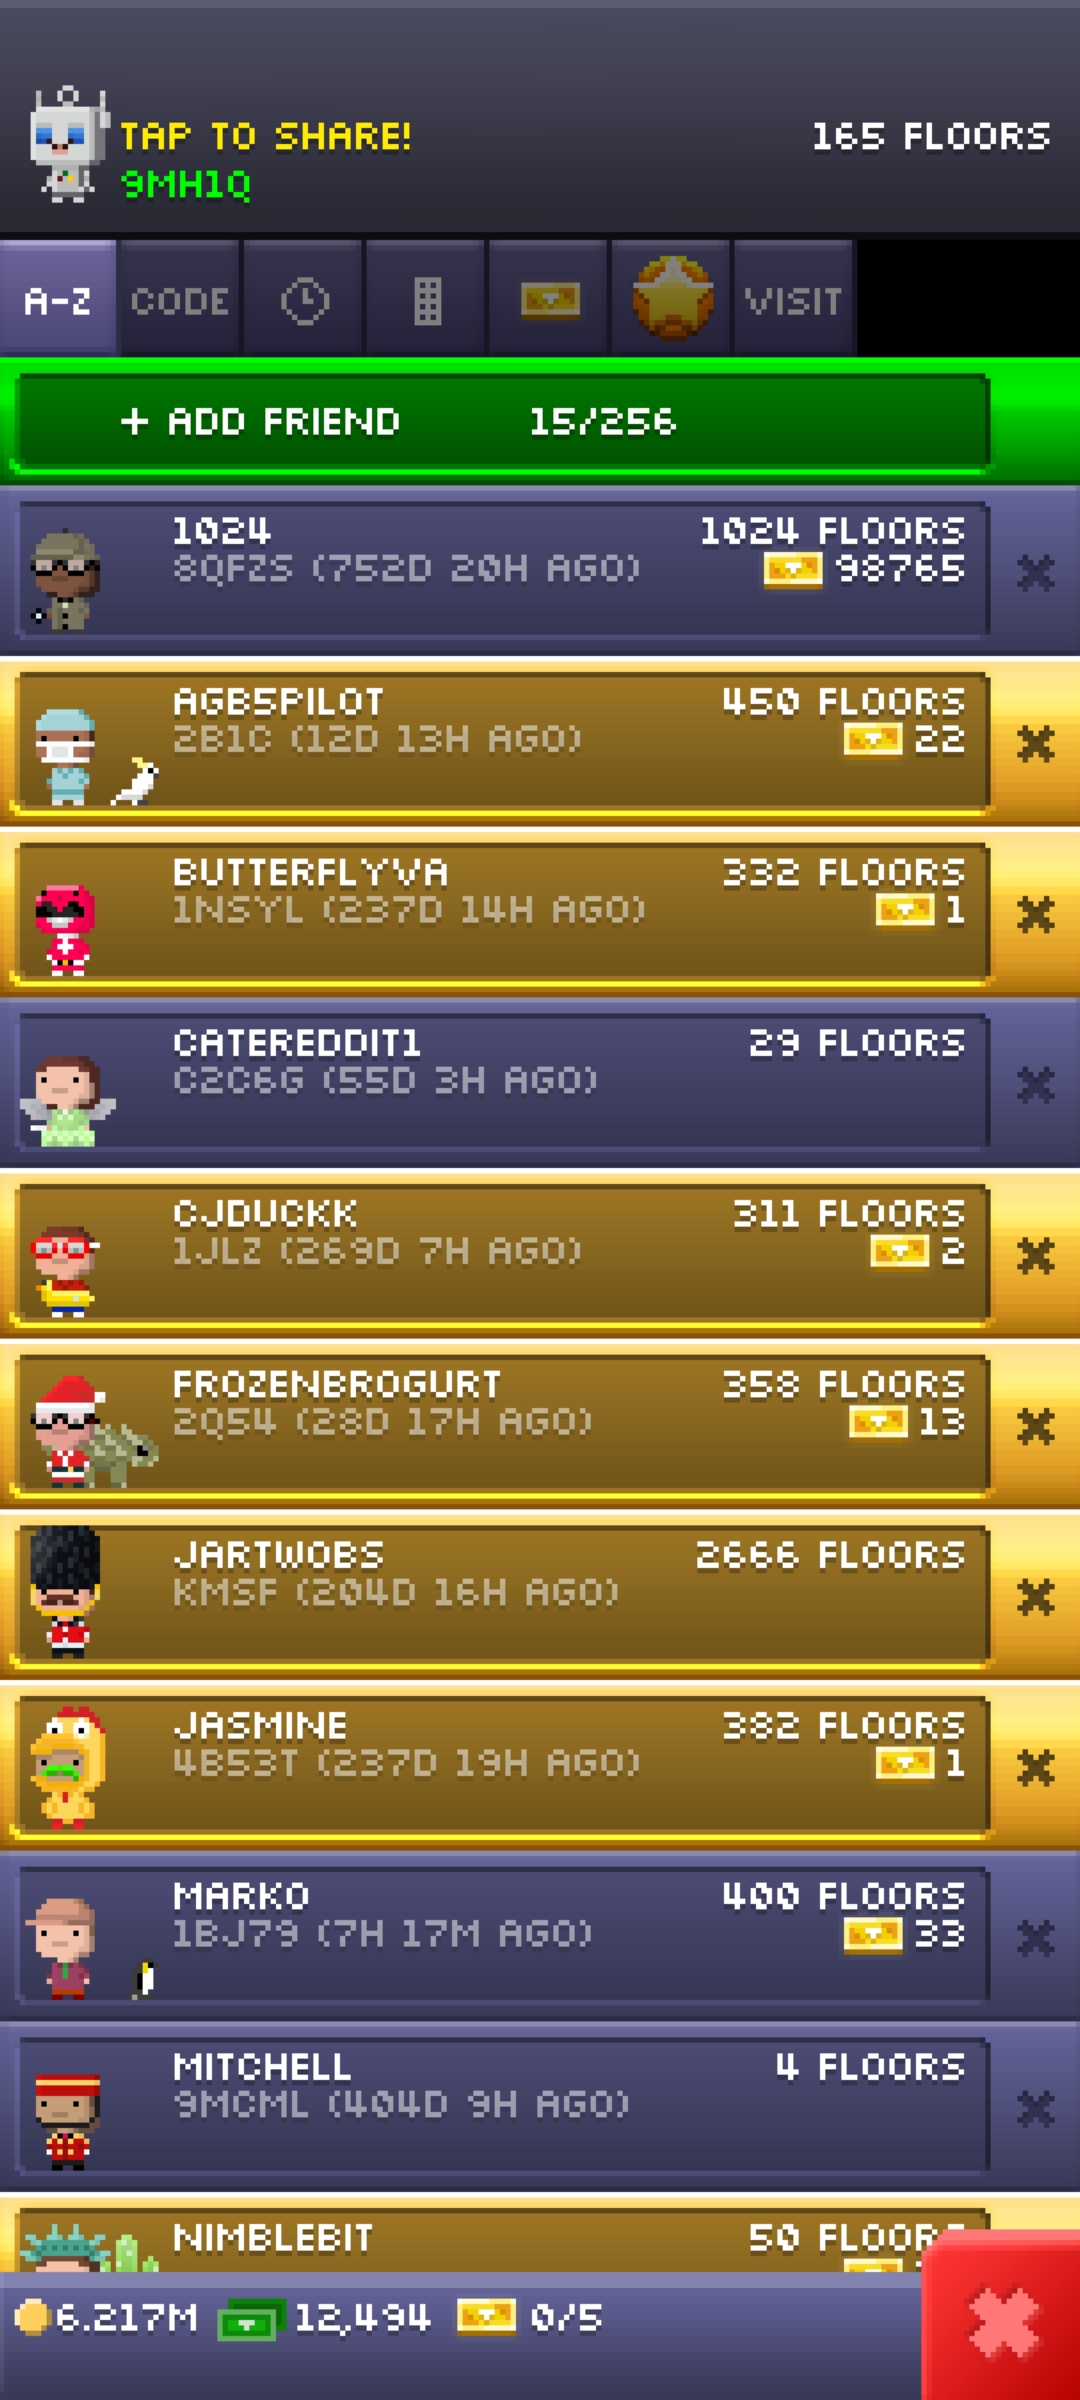 TAP TO SHARE! 165 FLOORS
9MH1Q
A-Z CODE VISIT
+ ADD FRIEND 15/256
1024 1024 FLOORS
8QFZS (752D 20H AGO) 98765
AGB5PILOT 450 FLOORS
2B1C (12D 13H AGO) 22
BUTTERFLYVA 332 FLOORS
1NSYL (237D 14H AGO) 1
CATEREDDIT1 29 FLOORS
C2C6G (55D 3H AGO)
CJDUCKK 311 FLOORS
1JLZ (269D 7H AGO) 2
FROZENBROGURT 358 FLOORS
2Q54 (28D 17H AGO) 13
JARTWOBS 2666 FLOORS
KMSF (204D 16H AGO)
JASMINE 382 FLOORS
4B53T (237D 19H AGO) 1
MARKO 400 FLOORS
1BJ79 (7H 17M AGO) 33
MITCHELL 4 FLOORS
9MCML (404D 9H AGO)
NIMBLEBIT 50 FLOORS
6.217M 12,494 0/5